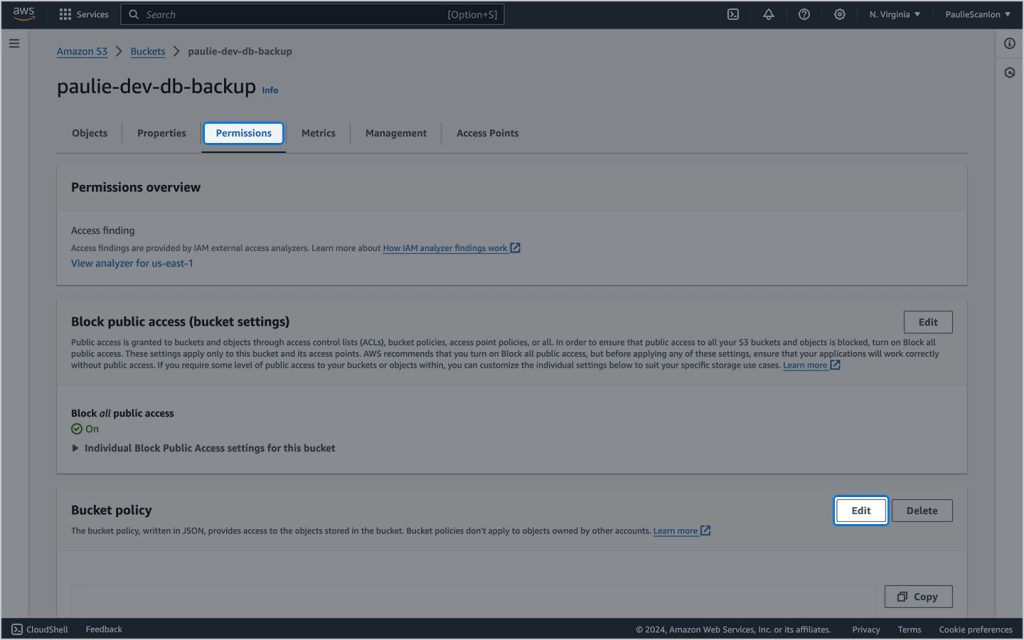 aws Services Search [Option+S] N. Virginia PaulieScanlon
Amazon S3 Buckets paulie-dev-db-backup
paulie-dev-db-backup Info
Objects Properties Permissions Metrics Management Access Points
Permissions overview
Access finding
Access findings are provided by IAM external access analyzers. Learn more about How IAM analyzer findings work
View analyzer for us-east-1
Block public access (bucket settings) Edit
Public access is granted to buckets and objects through access control lists (ACLs), bucket policies, access point policies, or all. In order to ensure that public access to all your S3 buckets and objects is blocked, turn on Block all
public access. These settings apply only to this bucket and its access points. AWS recommends that you turn on Block all public access, but before applying any of these settings, ensure that your applications will work correctly
without public access. If you require some level of public access to your buckets or objects within, you can customize the individual settings below to suit your specific storage use cases. Learn more
Block all public access
On
Individual Block Public Access settings for this bucket
Bucket policy Edit Delete
The bucket policy, written in JSON, provides access to the objects stored in the bucket. Bucket policies don't apply to objects owned by other accounts. Learn more
Copy
CloudShell Feedback © 2024, Amazon Web Services, Inc. or its affiliates. Privacy Terms Cookie preferences